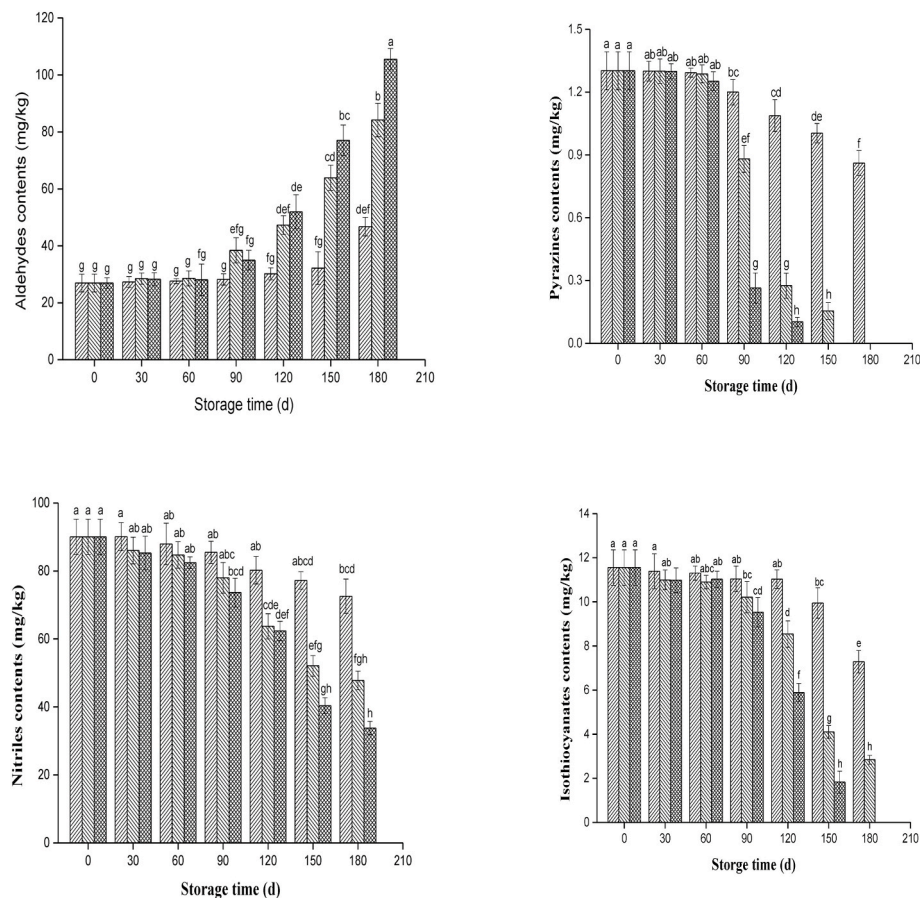 Aldehydes contents (mg/kg)
120
100
80
60
40
20
0
g g g
g g g
g g fg
g efg fg
fg def de
fg cd bc
def b a
0 30 60 90 120 150 180 210
Storage time (d)
Pyrazines contents (mg/kg)
1.5
1.2
0.9
0.6
0.3
0.0
a a a
ab ab ab
ab ab ab
bc ef g
cd g h
de h
f
0 30 60 90 120 150 180 210
Storage time (d)
Nitriles contents (mg/kg)
100
80
60
40
20
0
a a a
a ab ab
ab ab ab
ab abc bcd
ab cde def
abcd efg gh
bcd fgh h
0 30 60 90 120 150 180 210
Storage time (d)
Isothiocyanates contents (mg/kg)
14
12
10
8
6
4
2
0
a a a
a ab ab
ab abc ab
ab bc cd
ab d f
bc g h
e h
0 30 60 90 120 150 180 210
Storge time (d)